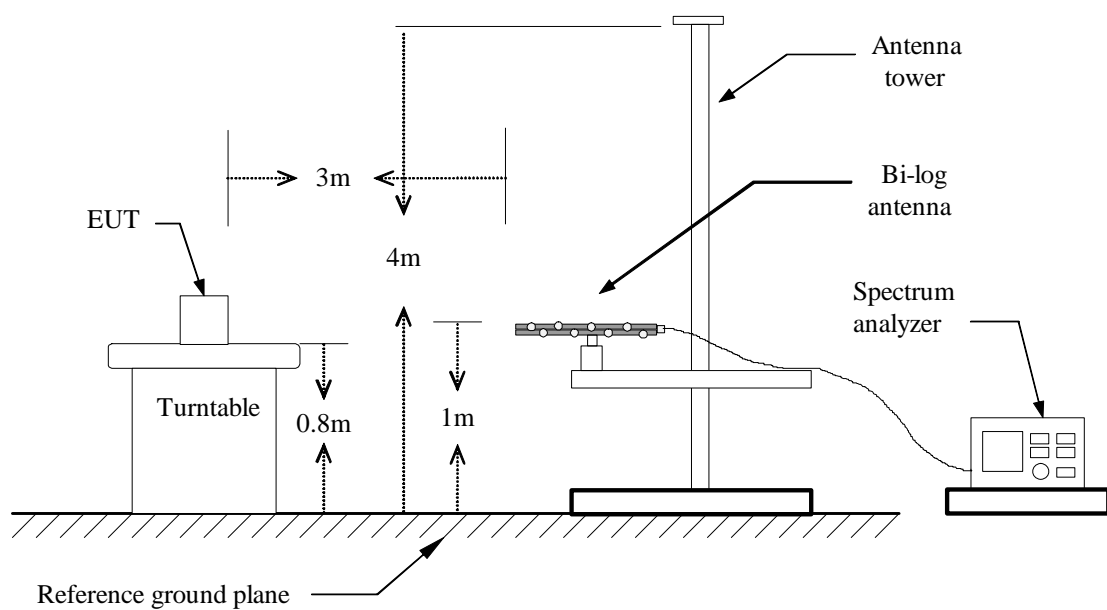 Antenna
tower
3m
Bi-log
antenna
EUT
4m
Spectrum
analyzer
Turntable
0.8m
1m
Reference ground plane